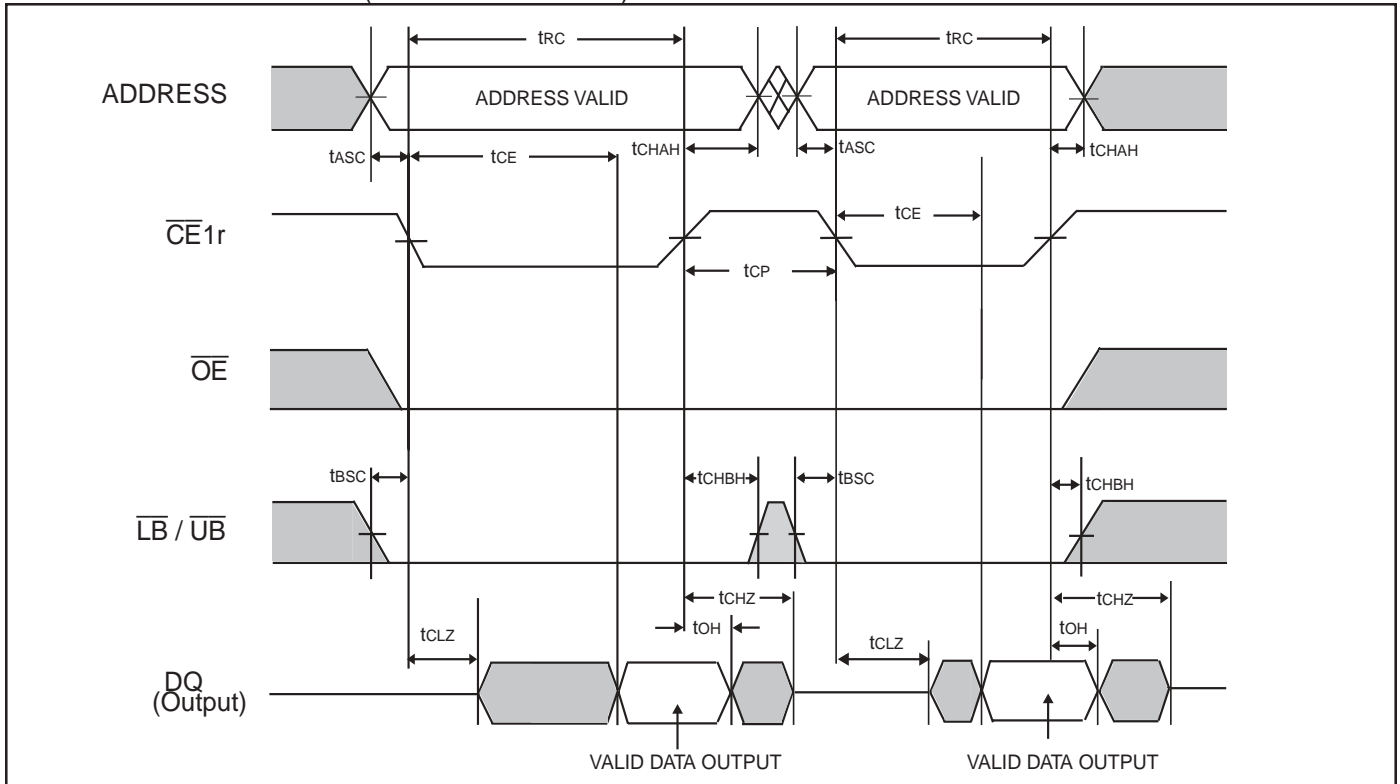 tRC tRC
ADDRESS ADDRESS VALID ADDRESS VALID
tASC tCE tCHAH tASC tCHAH
CE1r tCE
tCP
OE
tBSC tCHBH tBSC tCHBH
LB / UB
tCHZ tCHZ
tCLZ tOH tCLZ tOH
DQ
(Output)
VALID DATA OUTPUT VALID DATA OUTPUT